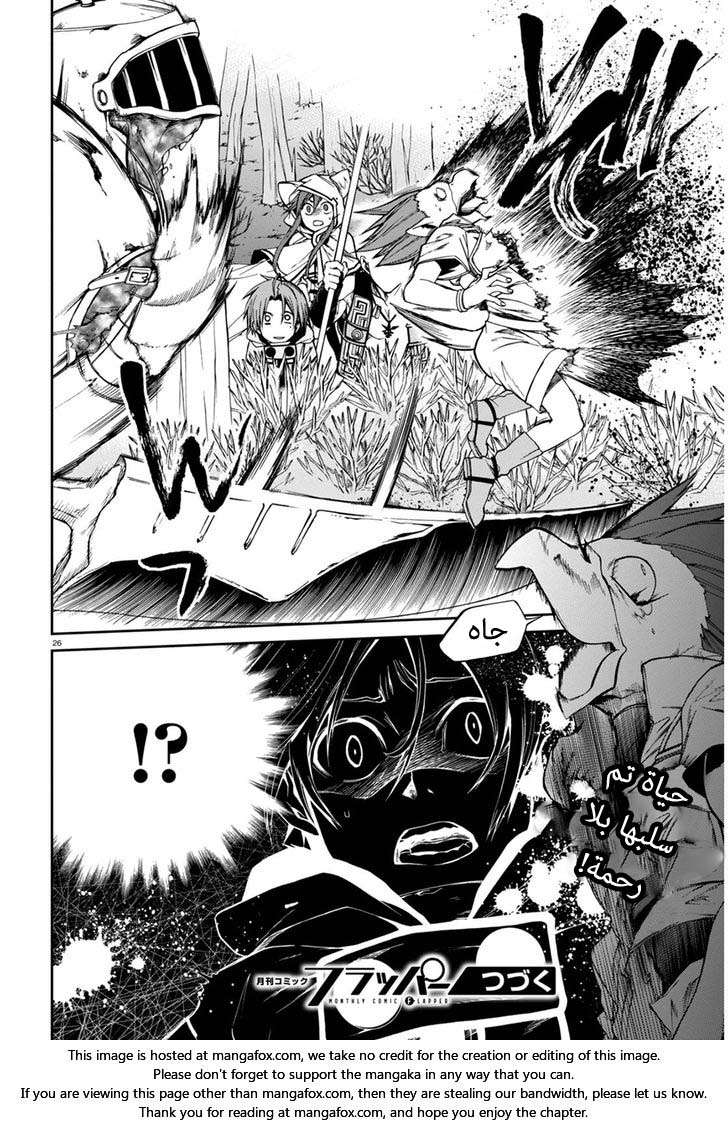 26
جاه
!?
حياة تم
سلبها بلا
رحمة!
月刊コミック フラッパー つづく
MONTHLY COMIC FLAPPER
This image is hosted at mangafox.com, we take no credit for the creation or editing of this image.
Please don't forget to support the mangaka in any way that you can.
If you are viewing this page other than mangafox.com, then they are stealing our bandwidth, please let us know.
Thank you for reading at mangafox.com, and hope you enjoy the chapter.